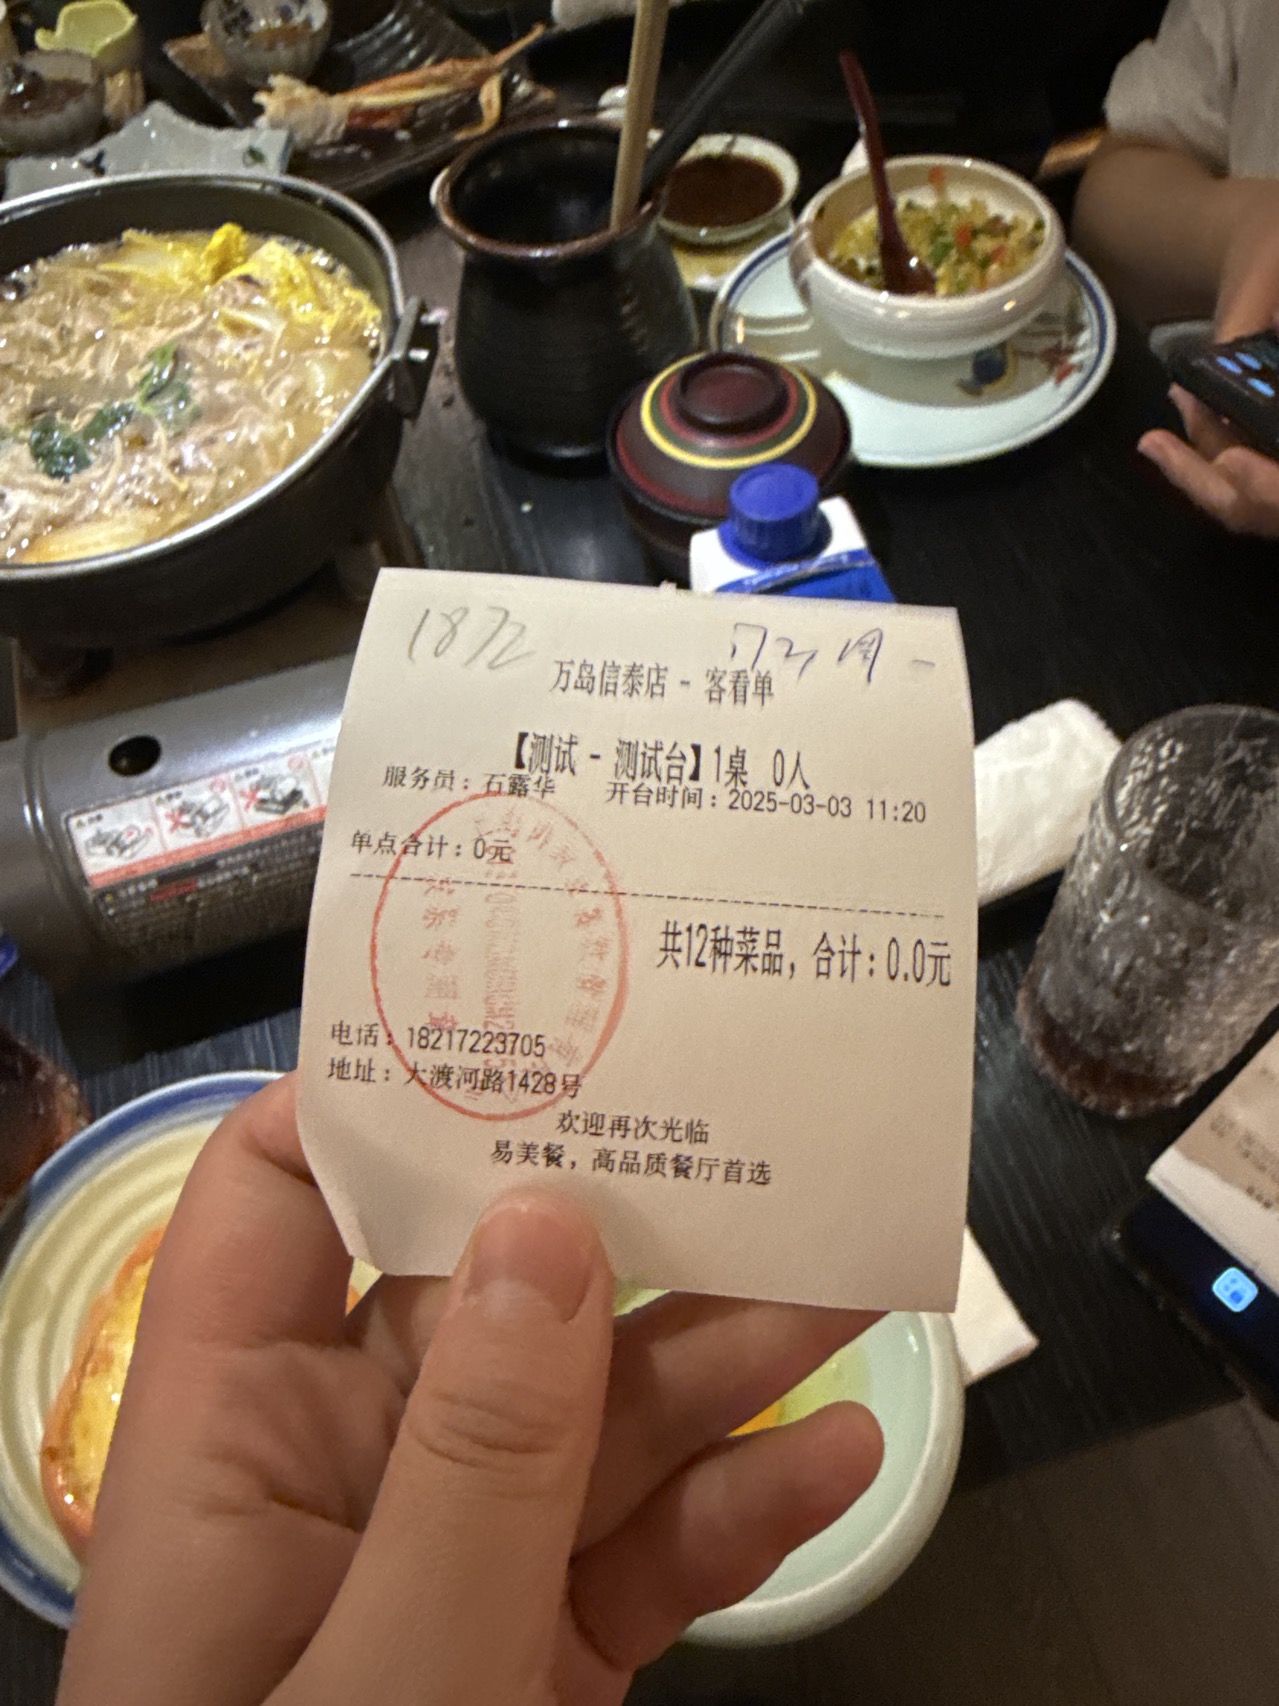 1872
万岛信泰店 - 客看单
【测试 - 测试台】1桌 0人
服务员：石露华 开台时间：2025-03-03 11:20
单点合计：0元
共12种菜品，合计：0.0元
电话：18217223705
地址：大渡河路1428号
欢迎再次光临
易美餐，高品质餐厅首选